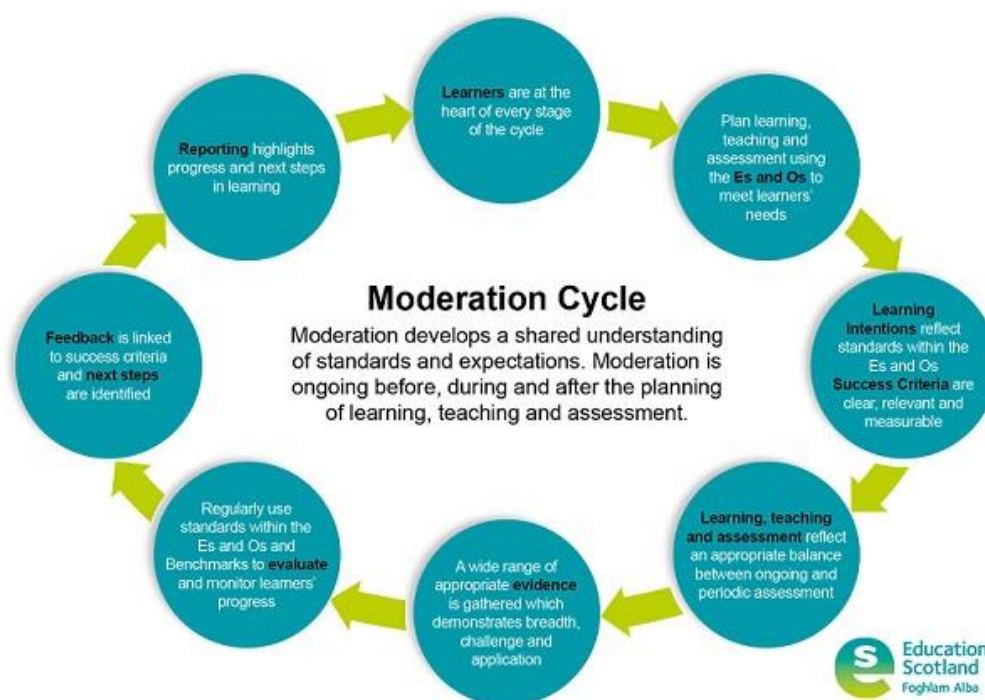 Learners are at the
heart of every stage
of the cycle
Plan learning,
teaching and
assessment using
the Es and Os to
meet learners'
needs
Learning
Intentions reflect
standards within the
Es and Os
Success Criteria are
clear, relevant and
measurable
Learning, teaching
and assessment reflect
an appropriate balance
between ongoing and
periodic assessment
A wide range of
appropriate evidence
is gathered which
demonstrates breadth,
challenge and
application
Regularly use
standards within the
Es and Os and
Benchmarks to evaluate
and monitor learners'
progress
Feedback is linked
to success criteria
and next steps
are identified
Reporting highlights
progress and next steps
in learning
Moderation Cycle
Moderation develops a shared understanding
of standards and expectations. Moderation is
ongoing before, during and after the planning
of learning, teaching and assessment.
Education
Scotland
Foghlam Alba